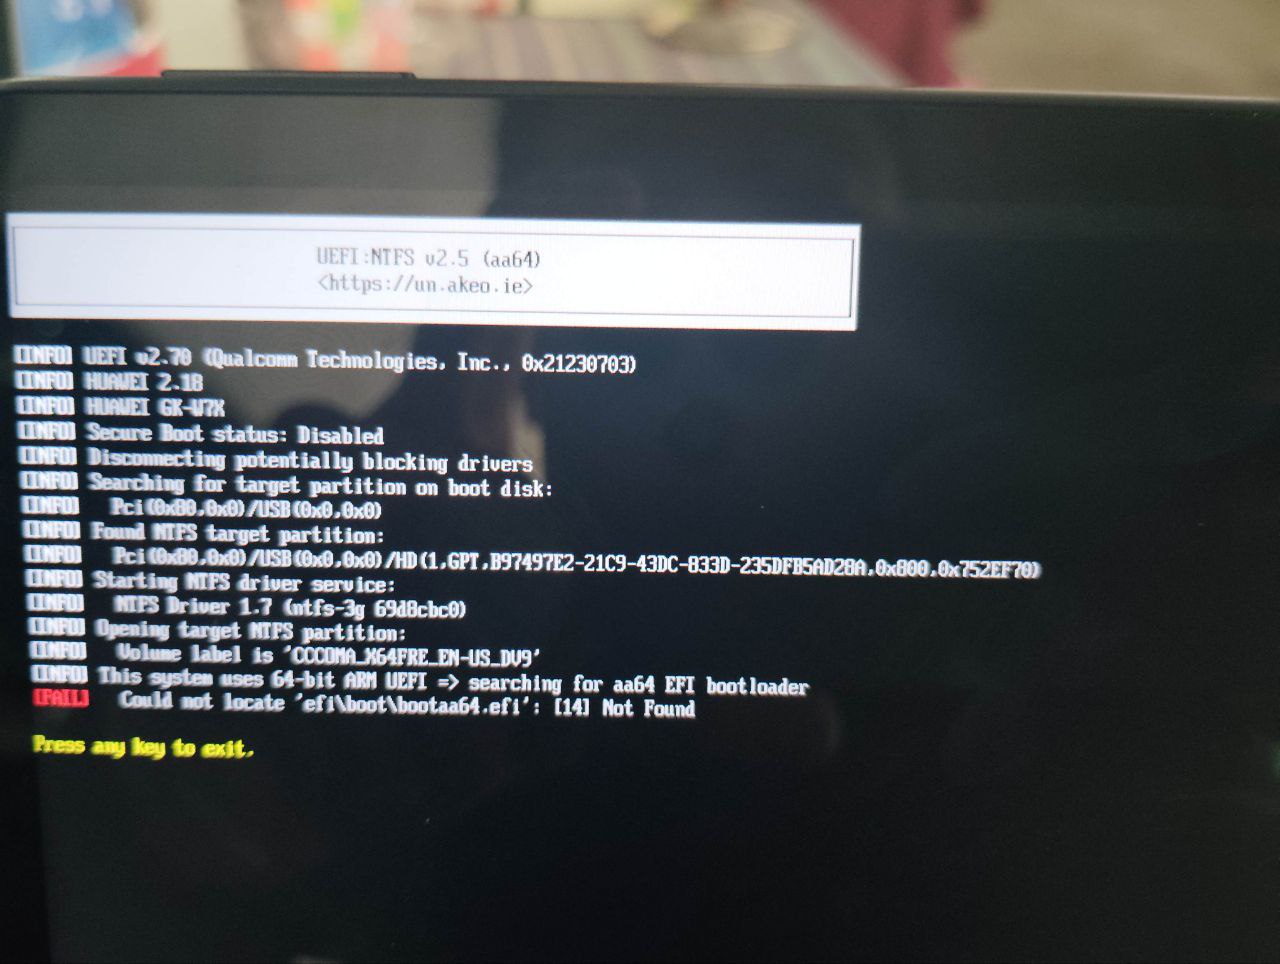 UEFI:NTFS v2.5 (aa64)
<https://un.akeo.ie>
[INFO] UEFI v2.70 (Qualcomm Technologies, Inc., 0x21230703)
[INFO] HUAWEI 2.18
[INFO] HUAWEI GK-W7X
[INFO] Secure Boot status: Disabled
[INFO] Disconnecting potentially blocking drivers
[INFO] Searching for target partition on boot disk:
[INFO] Pci(0x80,0x0)/USB(0x0,0x0)
[INFO] Found NTFS target partition:
[INFO] Pci(0x80,0x0)/USB(0x0,0x0)/HD(1,GPT,B97497E2-21C9-43DC-833D-235DFB5AD28A,0x800,0x752EF70)
[INFO] Starting NTFS driver service:
[INFO] NTFS Driver 1.7 (ntfs-3g 69d8cbc0)
[INFO] Opening target NTFS partition:
[INFO] Volume label is 'CCCOMA_X64FRE_EN-US_DV9'
[INFO] This system uses 64-bit ARM UEFI => searching for aa64 EFI bootloader
[FAIL] Could not locate 'efi\boot\bootaa64.efi': [14] Not Found
Press any key to exit.